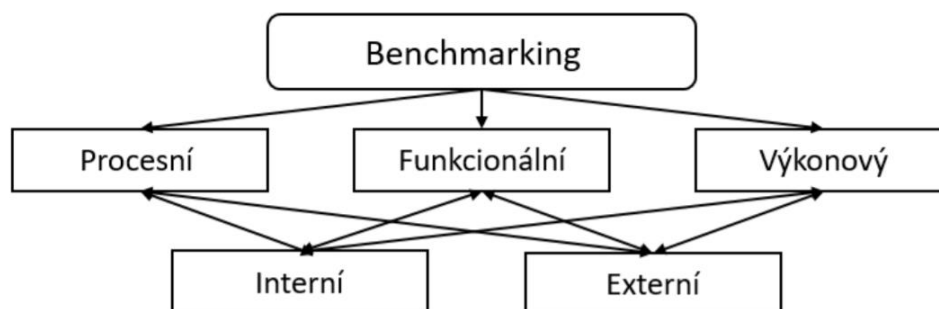 Benchmarking
Procesní
Funkcionální
Výkonový
Interní
Externí